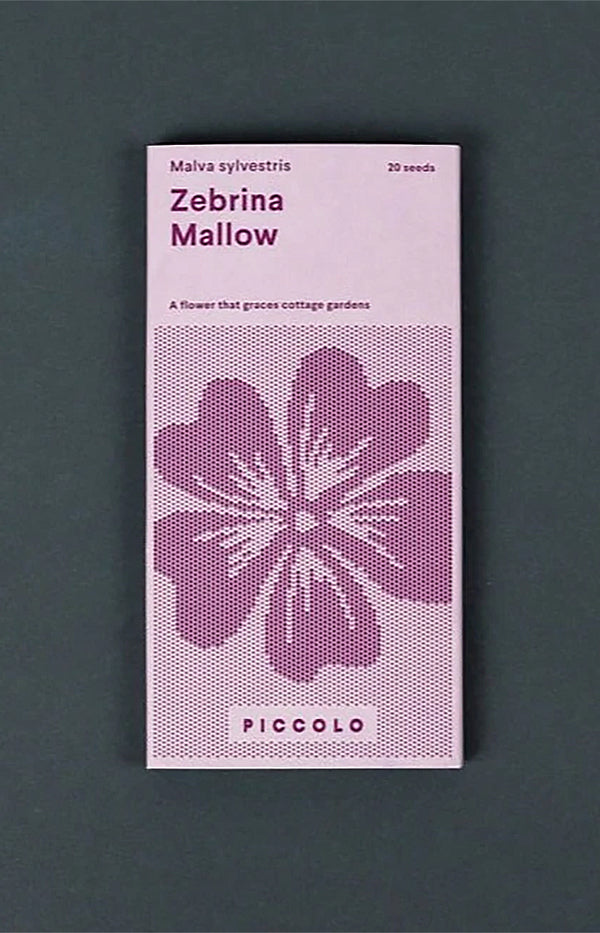 Malva sylvestris
20 seeds
Zebrina
Mallow
A flower that graces cottage gardens
PICCOLO